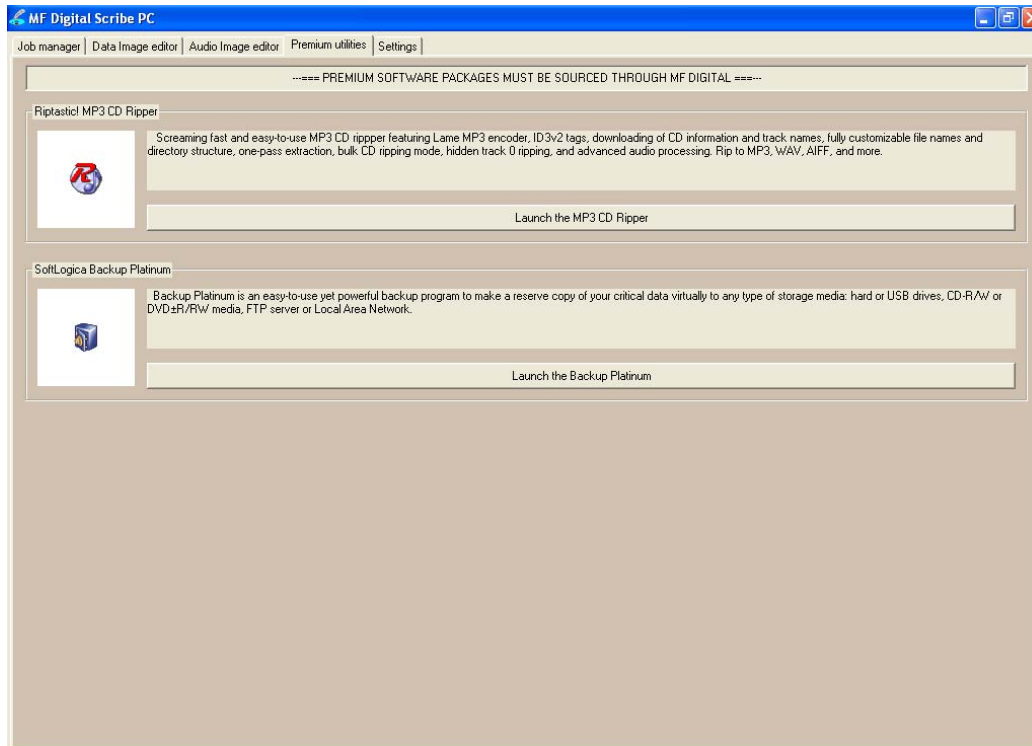 MF Digital Scribe PC
Job manager Data Image editor Audio Image editor Premium utilities Settings
---=== PREMIUM SOFTWARE PACKAGES MUST BE SOURCED THROUGH MF DIGITAL ===---
Riptastic! MP3 CD Ripper
Screaming fast and easy-to-use MP3 CD rippper featuring Lame MP3 encoder, ID3v2 tags, downloading of CD information and track names, fully customizable file names and
directory structure, one-pass extraction, bulk CD ripping mode, hidden track 0 ripping, and advanced audio processing. Rip to MP3, WAV, AIFF, and more.
Launch the MP3 CD Ripper
SoftLogica Backup Platinum
Backup Platinum is an easy-to-use yet powerful backup program to make a reserve copy of your critical data virtually to any type of storage media: hard or USB drives, CD-R/W or
DVD±R/RW media, FTP server or Local Area Network.
Launch the Backup Platinum